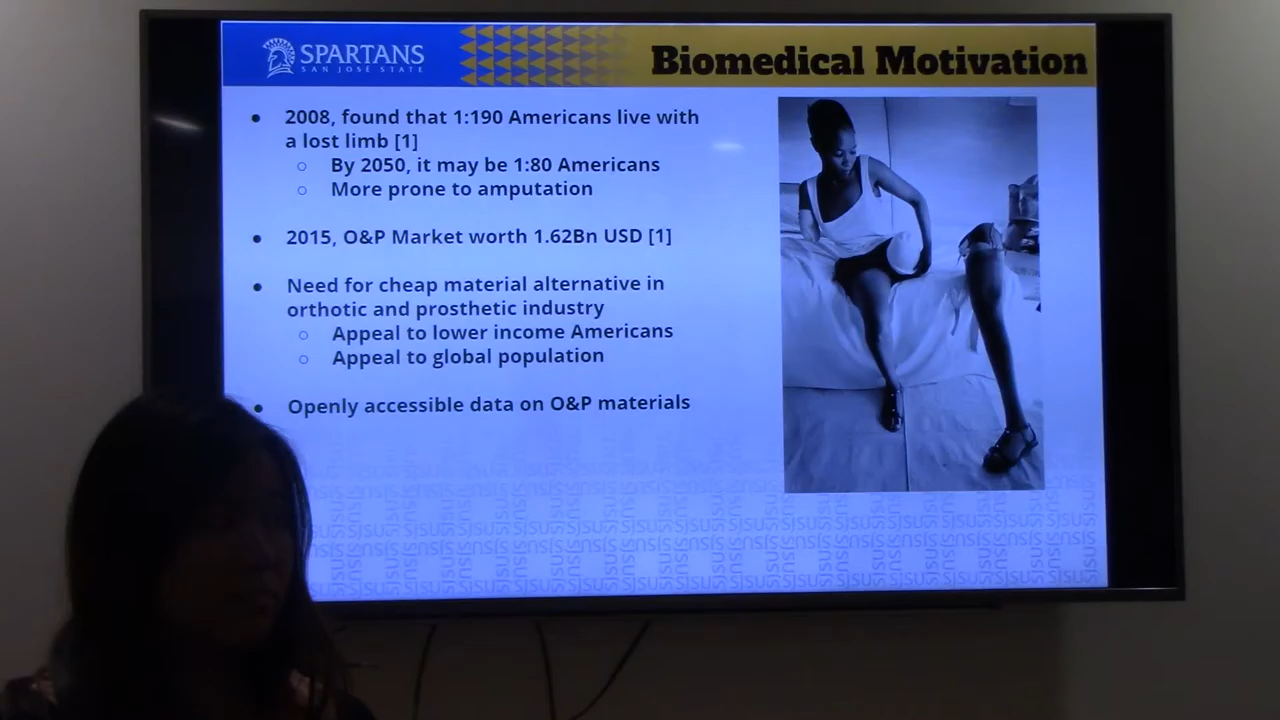 SPARTANS
SAN JOSÉ STATE
Biomedical Motivation
● 2008, found that 1:190 Americans live with
a lost limb [1]
○ By 2050, it may be 1:80 Americans
○ More prone to amputation
● 2015, O&P Market worth 1.62Bn USD [1]
● Need for cheap material alternative in
orthotic and prosthetic industry
○ Appeal to lower income Americans
○ Appeal to global population
● Openly accessible data on O&P materials